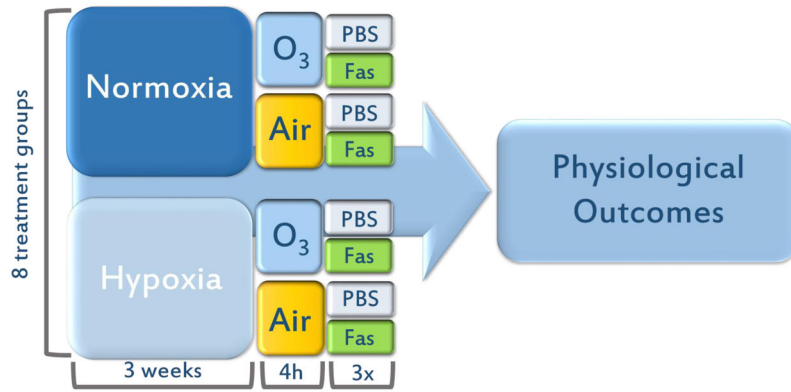 8 treatment groups
Normoxia
O₃
PBS
Fas
Air
PBS
Fas
Hypoxia
O₃
PBS
Fas
Air
PBS
Fas
3 weeks
4h
3x
Physiological
Outcomes